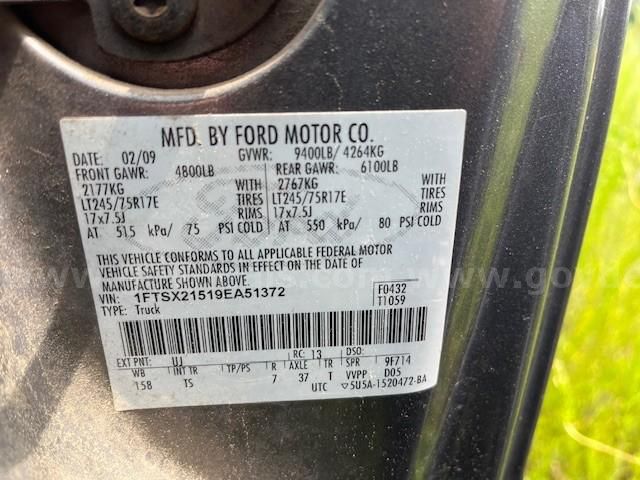 MFD. BY FORD MOTOR CO.
DATE: 02/09 GVWR: 9400LB/ 4264KG
FRONT GAWR: 4800LB REAR GAWR: 6100LB
2177KG WITH 2767KG WITH
LT245/75R17E TIRES LT245/75R17E TIRES
17x7.5J RIMS 17x7.5J RIMS
AT 515 kPa/ 75 PSI COLD AT 550 kPa/ 80 PSI COLD
THIS VEHICLE CONFORMS TO ALL APPLICABLE FEDERAL MOTOR
VEHICLE SAFETY STANDARDS IN EFFECT ON THE DATE OF
MANUFACTURE SHOWN ABOVE.
VIN: 1FTSX21519EA51372 F0432
TYPE: Truck T1059
EXT PNT: UJ RC: 13 DSO:
WB INT TR TP/PS R AXLE TR SPR 9F714
158 TS 7 37 T VVPP D05
UTC ▽5U5A-1520472-BA